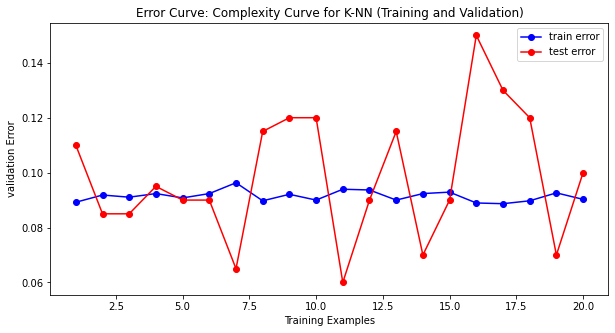 Error Curve: Complexity Curve for K-NN (Training and Validation)
train error
test error
0.14
0.12
0.10
0.08
0.06
validation Error
2.5 5.0 7.5 10.0 12.5 15.0 17.5 20.0
Training Examples